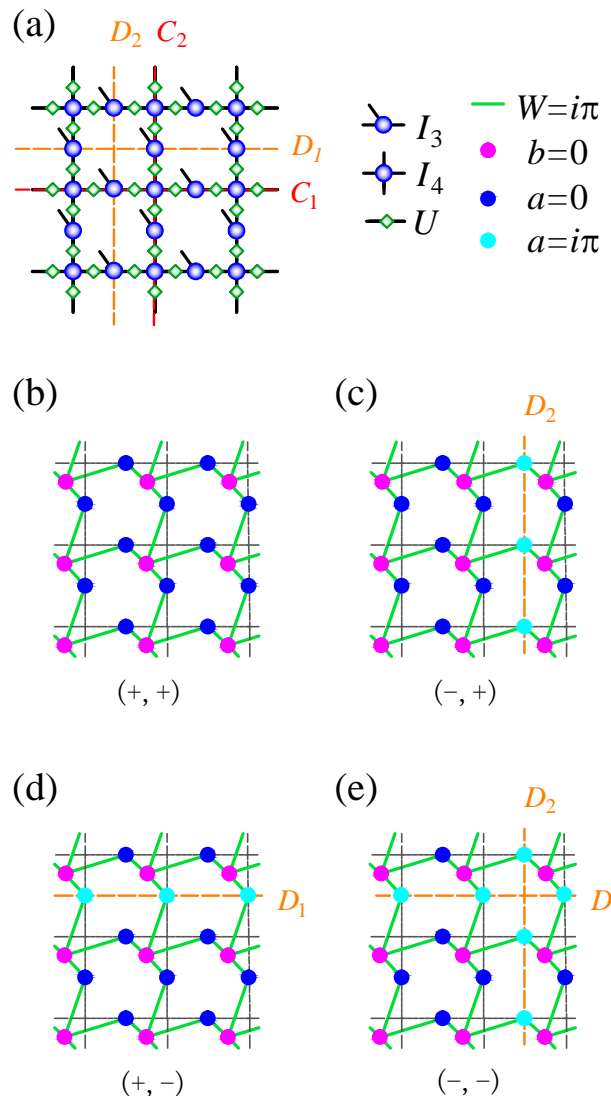 (a)
D₂ C₂
D₁
C₁
I₃
I₄
U
W=iπ
b=0
a=0
a=iπ
(b)
(c)
D₂
(+, +)
(−, +)
(d)
(e)
D₂
D₁
D
(+, −)
(−, −)